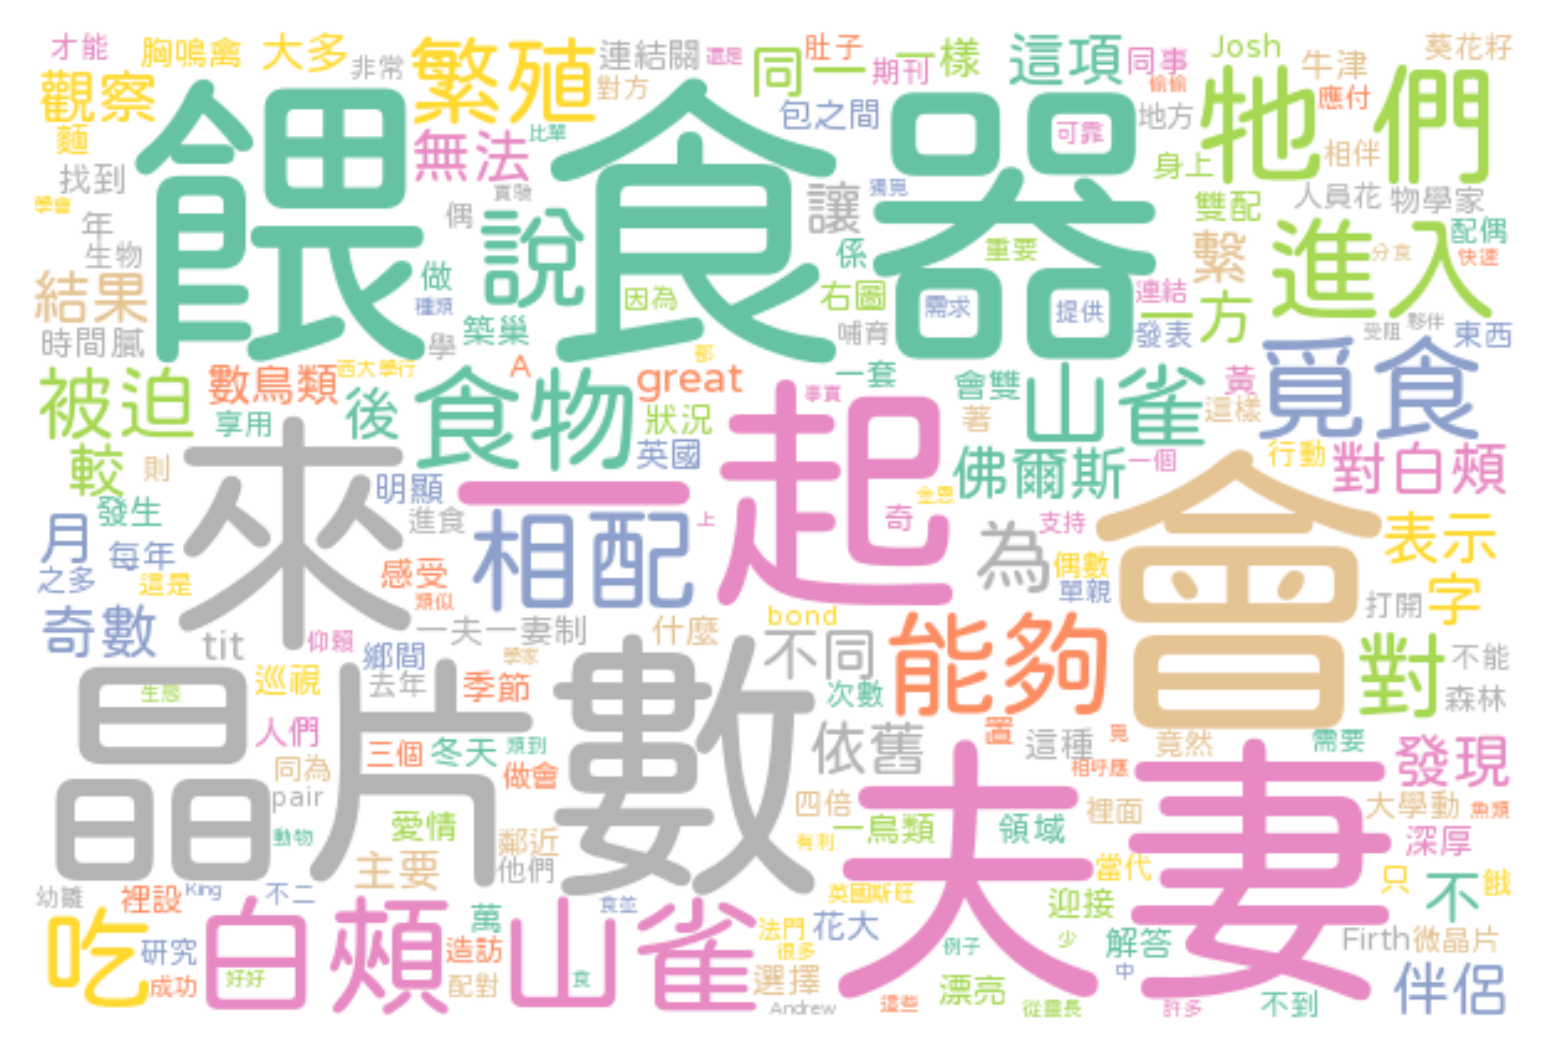 才能
胸鳴禽
大多
非常
繁殖
連結關
還是
對方
肚子
同一
期刊
一樣
這項
同事
偷偷
Josh
牛津
葵花籽
觀察
餵食器
包之間
地方
牠們
應付
麵
無法
比單
可靠
身上
相伴
找到
學會
實驗
讓
獨覓
雙配
人員花
物學家
年
偶
生物
說
係
重要
繫
進入
配偶
分食
快速
結果
做
種類
因為
右圖
需求
提供
連結
一方
時間膩
學
築巢
哺育
發表
受阻
夥伴
東西
被迫
數鳥類
西大學行
A
都
great
一套
會雙
山雀
黃
覓食
享用
後
食物
狀況
事實
著
這樣
較
則
來
明顯
英國
一起
佛爾斯
一個
行動
對白頰
發生
進食
金恩
奇
月
每年
相配
上
為
支持
會
表示
之多
這是
感受
類似
偶數
單親
打開
字
奇數
tit
仰賴
一夫一妻制
什麼
bond
不同
能夠
對
不能
鄉間
學家
生態
巡視
去年
季節
次數
森林
晶片數
人們
三個
冬天
類到
依舊
置
這種
覓
竟然
需要
發現
同為
做會
相呼應
pair
四倍
夫妻
裡面
大學動
魚類
動物
愛情
鄰近
一鳥類
領域
深厚
有利
主要
他們
當代
幼雛
裡設
King
不二
英國斯旺
只
餓
食並
迎接
不
吃
白頰山雀
萬
法門
花大
研究
造訪
很多
例子
少
解答
Firth
微晶片
成功
好好
配對
食
選擇
中
伴侶
漂亮
Andrew
這些
從靈長
許多
不到